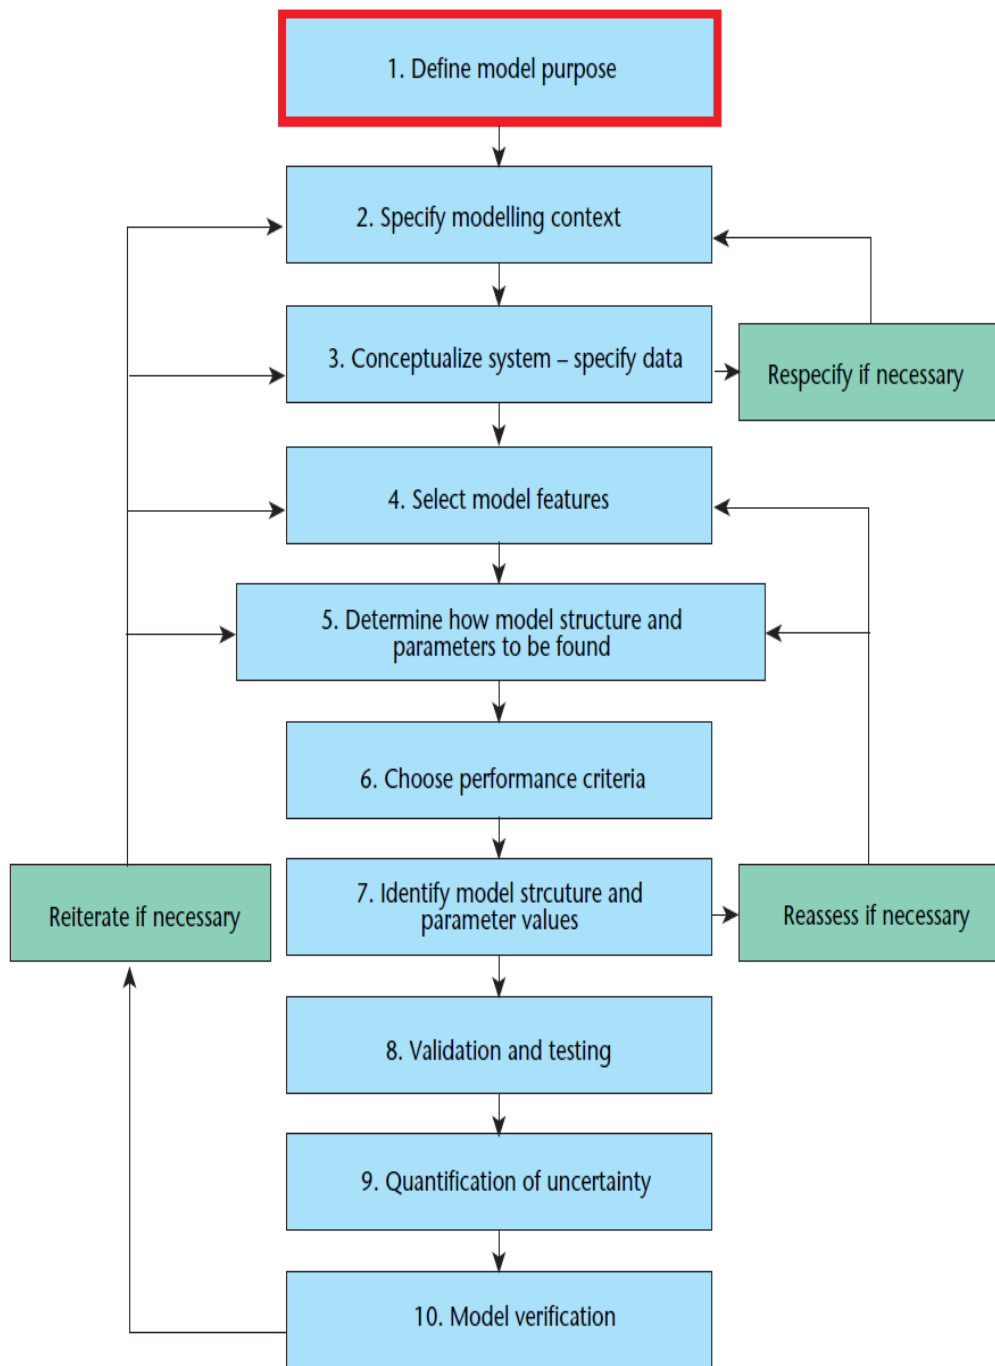 1. Define model purpose
2. Specify modelling context
3. Conceptualize system – specify data
Respecify if necessary
4. Select model features
5. Determine how model structure and
parameters to be found
6. Choose performance criteria
7. Identify model strcuture and
parameter values
Reiterate if necessary
Reassess if necessary
8. Validation and testing
9. Quantification of uncertainty
10. Model verification